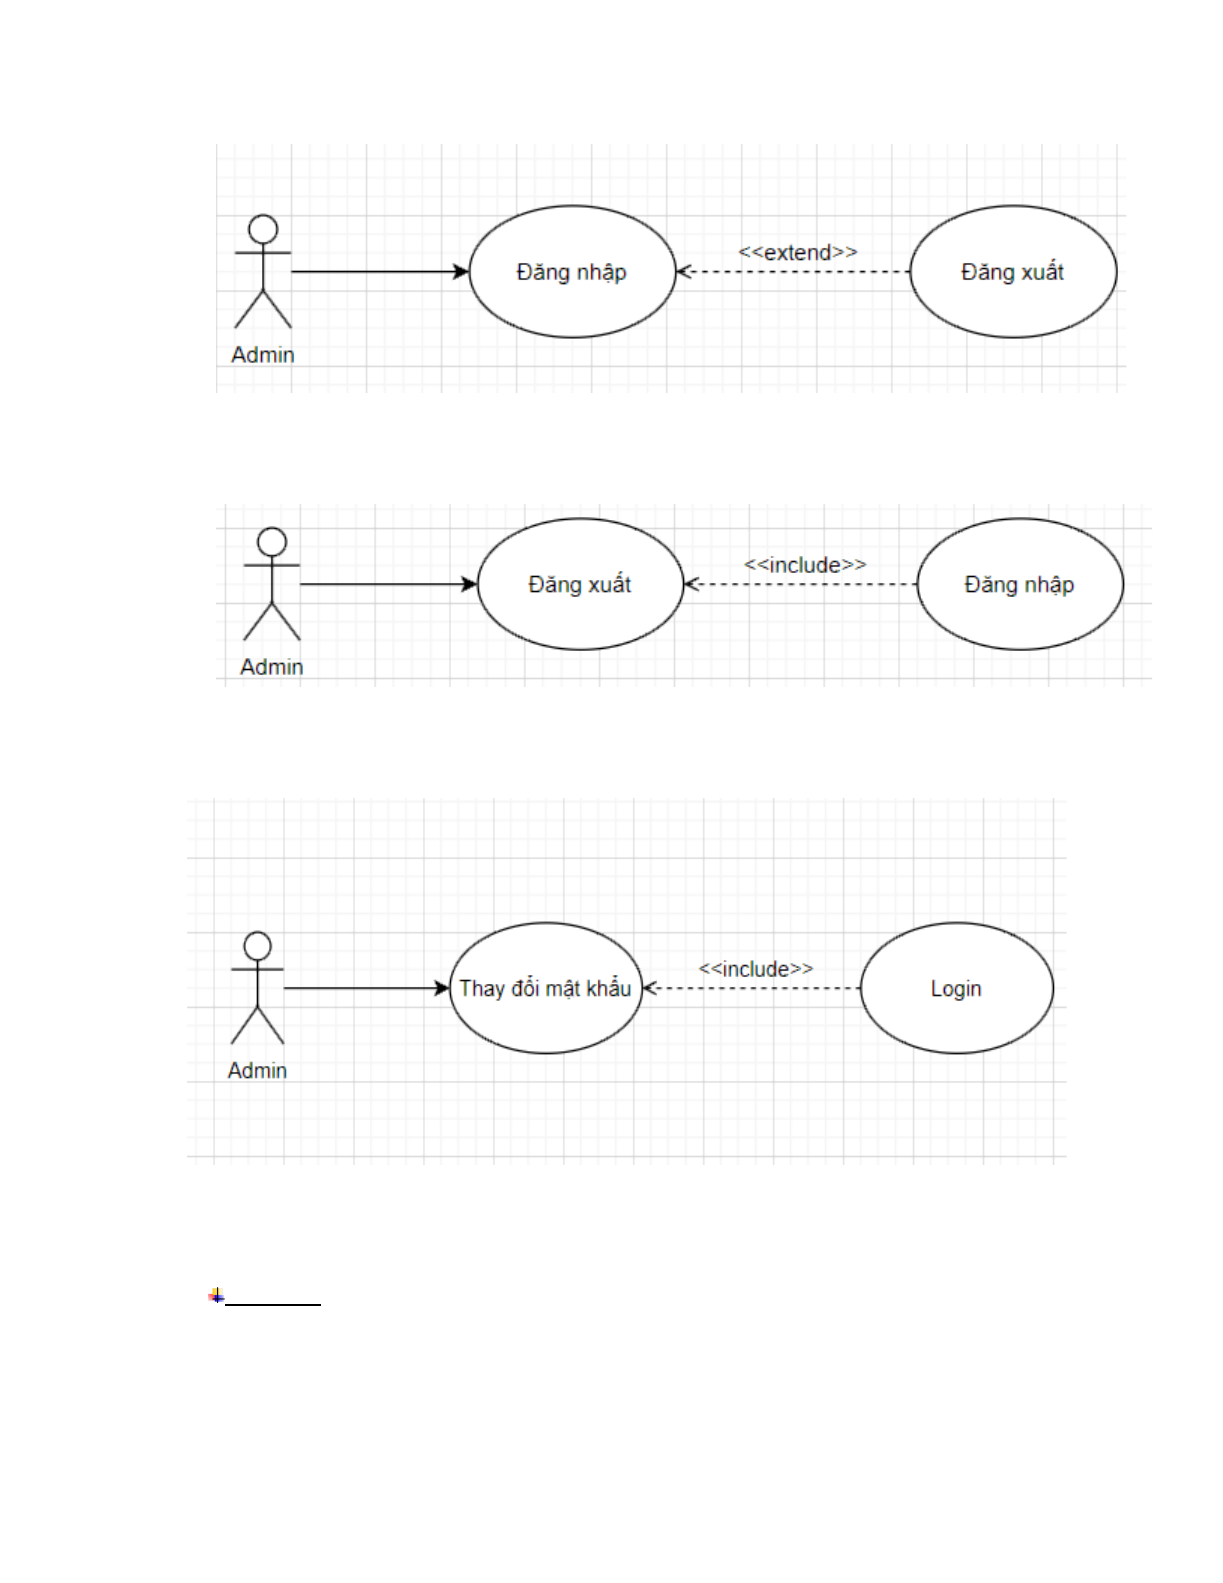 <<extend>>
Đăng nhập
Đăng xuất
Admin
<<include>>
Đăng xuất
Đăng nhập
Admin
<<include>>
Thay đổi mật khẩu
Login
Admin